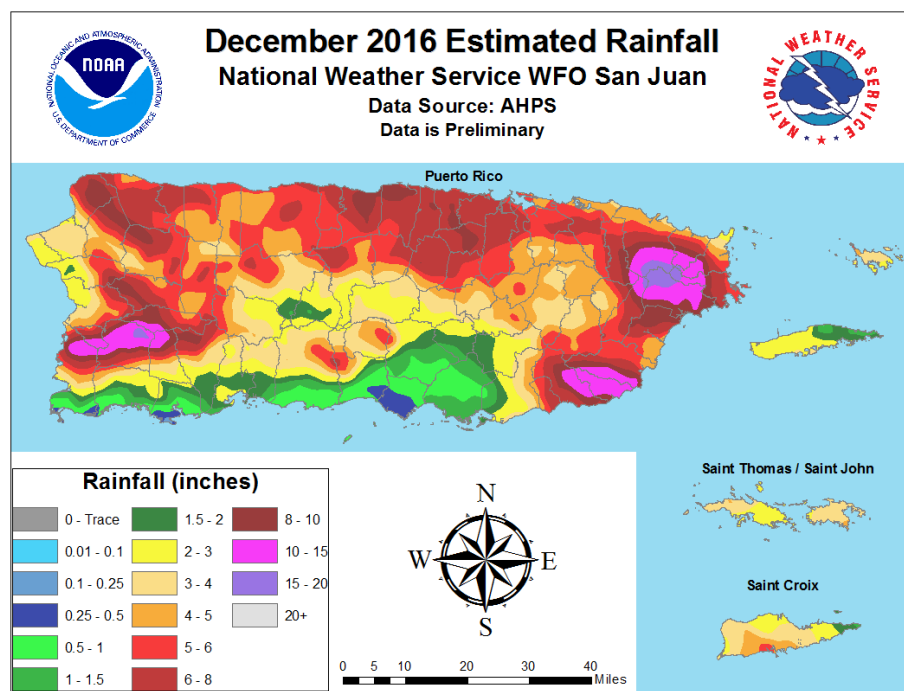 December 2016 Estimated Rainfall
National Weather Service WFO San Juan
Data Source: AHPS
Data is Preliminary
NATIONAL OCEANIC AND ATMOSPHERIC ADMINISTRATION
NOAA
U.S. DEPARTMENT OF COMMERCE
NATIONAL WEATHER SERVICE
Puerto Rico
Rainfall (inches)
0 - Trace
0.01 - 0.1
0.1 - 0.25
0.25 - 0.5
0.5 - 1
1 - 1.5
1.5 - 2
2 - 3
3 - 4
4 - 5
5 - 6
6 - 8
8 - 10
10 - 15
15 - 20
20+
N
W E
S
0 5 10 20 30 40
Miles
Saint Thomas / Saint John
Saint Croix